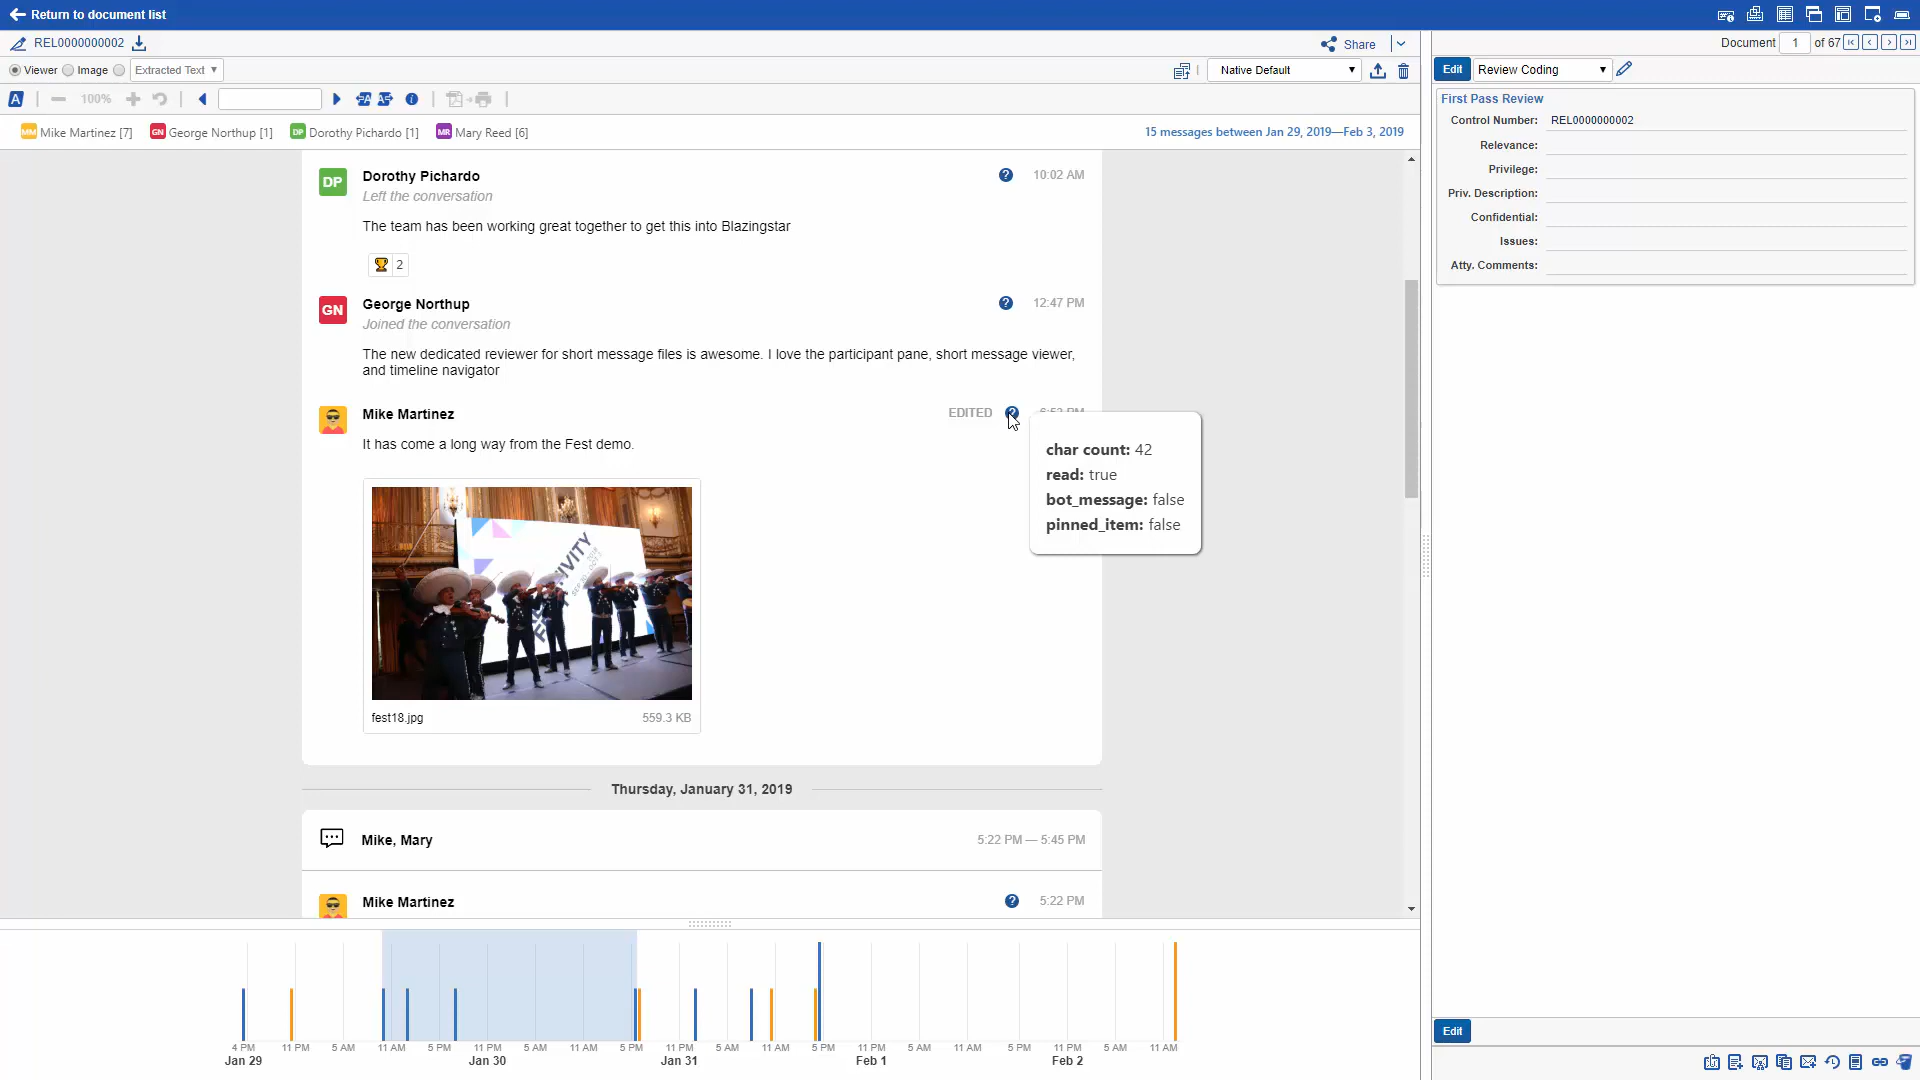 Return to document list
REL0000000002
Share
Document 1 of 67
Viewer Image Extracted Text
Native Default
Edit Review Coding
A 100%
MM Mike Martinez [7] GN George Northup [1] DP Dorothy Pichardo [1] MR Mary Reed [6]
15 messages between Jan 29, 2019—Feb 3, 2019
First Pass Review
Control Number: REL0000000002
Relevance:
Privilege:
Priv. Description:
Confidential:
Issues:
Atty. Comments:
DP Dorothy Pichardo ? 10:02 AM
Left the conversation
The team has been working great together to get this into Blazingstar
2
GN George Northup ? 12:47 PM
Joined the conversation
The new dedicated reviewer for short message files is awesome. I love the participant pane, short message viewer,
and timeline navigator
Mike Martinez EDITED ?
It has come a long way from the Fest demo.
char count: 42
read: true
bot_message: false
pinned_item: false
fest18.jpg 559.3 KB
Thursday, January 31, 2019
Mike, Mary 5:22 PM — 5:45 PM
Mike Martinez ? 5:22 PM
4 PM 11 PM 5 AM 11 AM 5 PM 11 PM 5 AM 11 AM 5 PM 11 PM 5 AM 11 AM 5 PM 11 AM 5 AM 11 AM 5 PM 11 PM 5 AM 11 AM
Jan 29 Jan 30 Jan 31 Feb 1 Feb 2
Edit